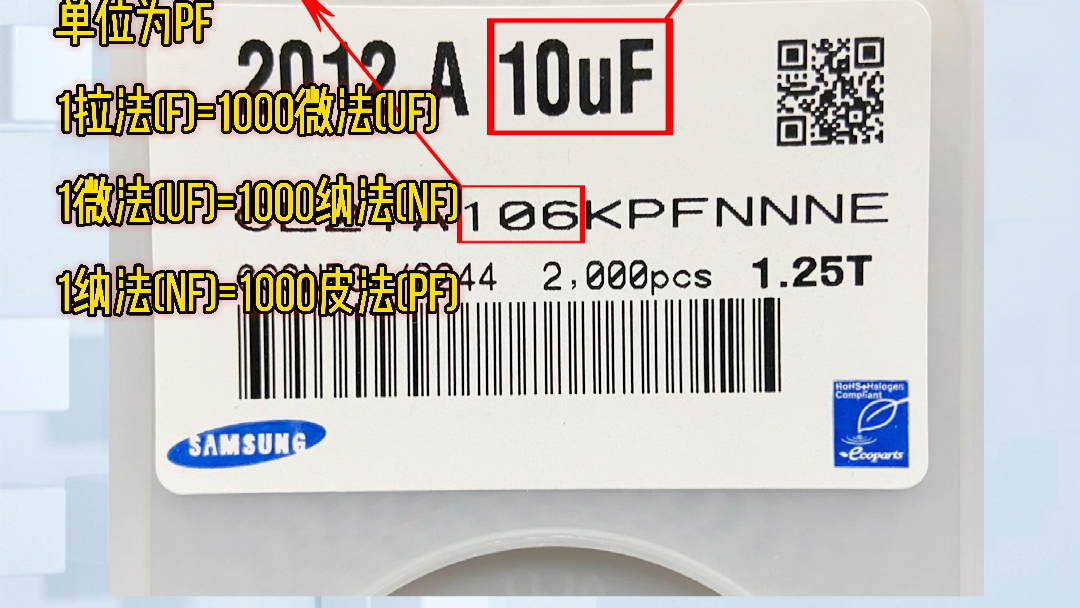 单位为PF
2012 A 10uF
1拉法(F)=1000微法(UF)
1微法(UF)=1000纳法(NF)
106KPFNNNE
44 2,000pcs 1.25T
1纳法(NF)=1000皮法(PF)
SAMSUNG
RoHS+Halogen
Compliant
ecoparts